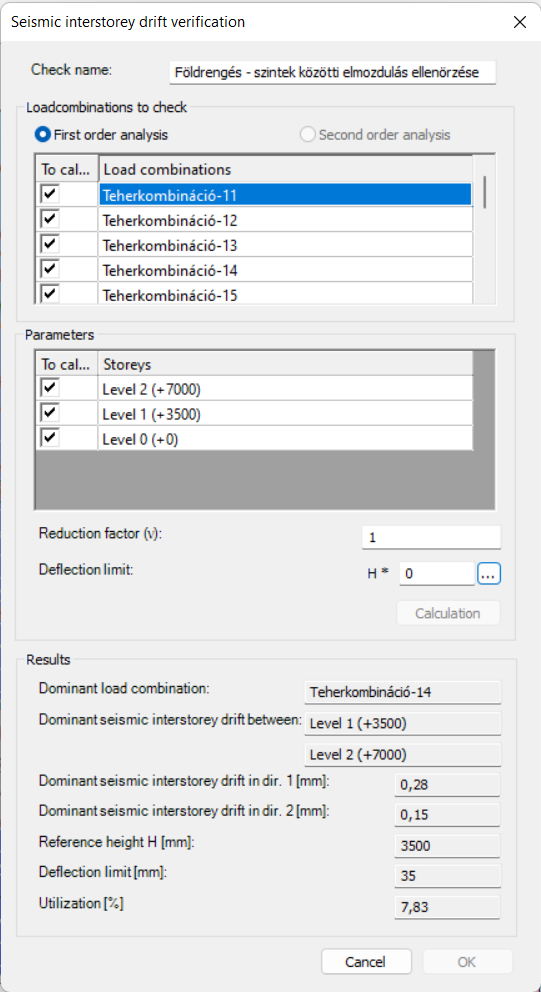 Seismic interstorey drift verification
Check name: Földrengés - szintek közötti elmozdulás ellenörzése
Loadcombinations to check
First order analysis Second order analysis
To cal... Load combinations
Teherkombináció-11
Teherkombináció-12
Teherkombináció-13
Teherkombináció-14
Teherkombináció-15
Parameters
To cal... Storeys
Level 2 (+7000)
Level 1 (+3500)
Level 0 (+0)
Reduction factor (ν): 1
Deflection limit: H * 0 ...
Calculation
Results
Dominant load combination: Teherkombináció-14
Dominant seismic interstorey drift between: Level 1 (+3500)
Level 2 (+7000)
Dominant seismic interstorey drift in dir. 1 [mm]: 0,28
Dominant seismic interstorey drift in dir. 2 [mm]: 0,15
Reference height H [mm]: 3500
Deflection limit [mm]: 35
Utilization [%] 7,83
Cancel OK